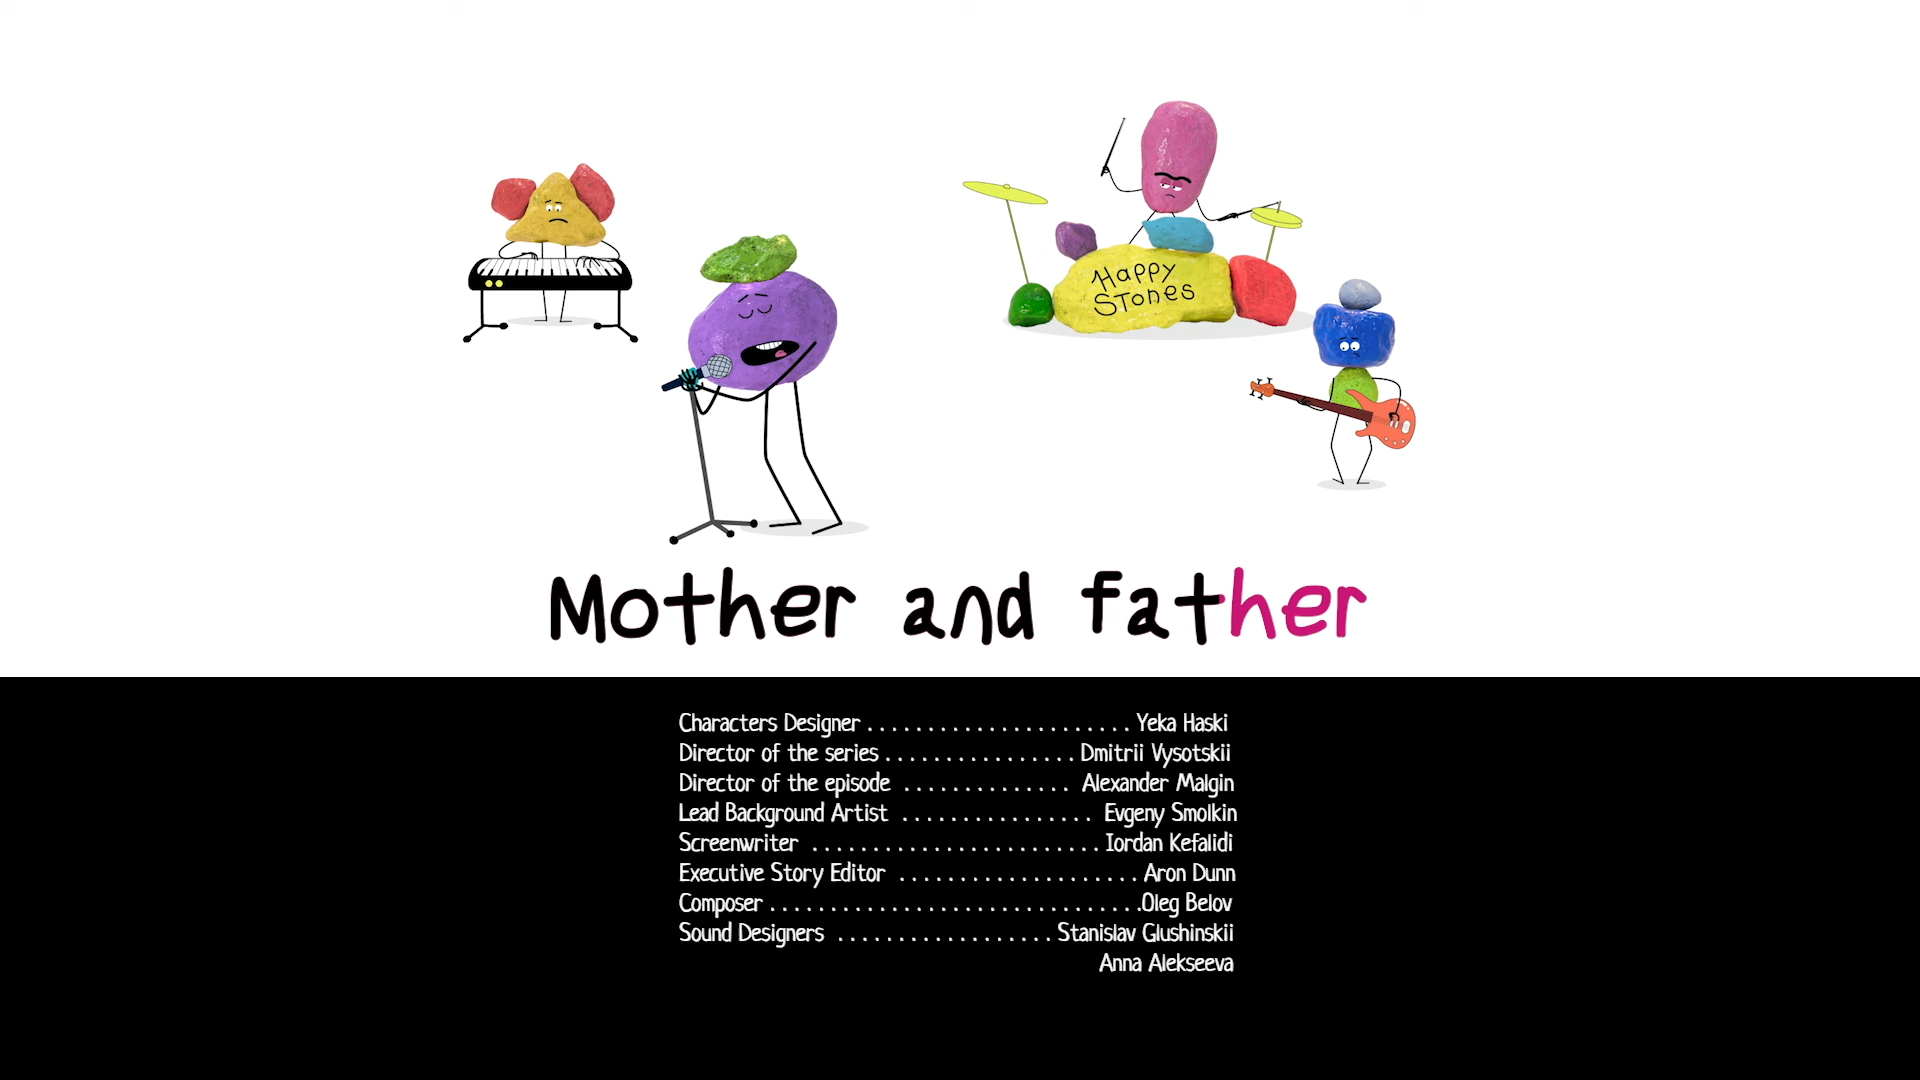 Happy
Stones
Mother and father
Characters Designer . . . . . . . . . . . . . . . . . . . . . . Yeka Haski
Director of the series . . . . . . . . . . . . . . . . Dmitrii Vysotskii
Director of the episode . . . . . . . . . . . . . . Alexander Malgin
Lead Background Artist . . . . . . . . . . . . . . . . Evgeny Smolkin
Screenwriter . . . . . . . . . . . . . . . . . . . . . . . . Iordan Kefalidi
Executive Story Editor . . . . . . . . . . . . . . . . . . . . Aron Dunn
Composer . . . . . . . . . . . . . . . . . . . . . . . . . . . . . . .Oleg Belov
Sound Designers . . . . . . . . . . . . . . . . . . Stanislav Glushinskii
Anna Alekseeva